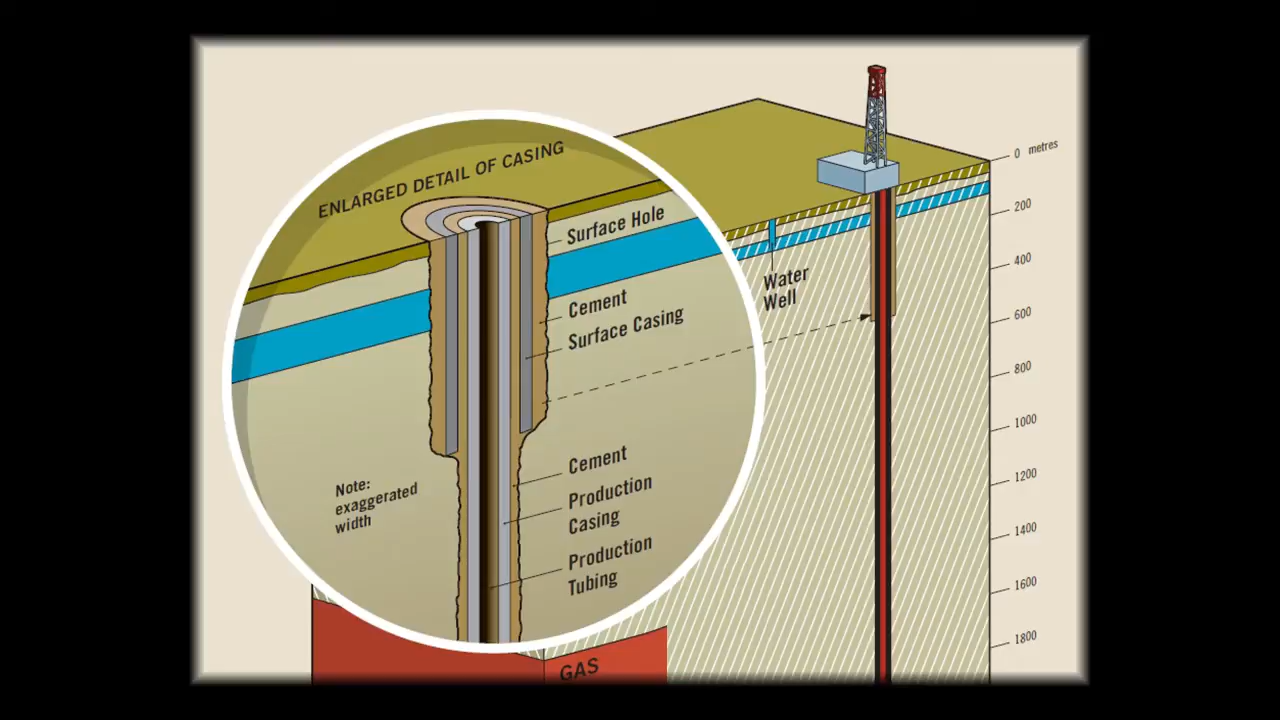 ENLARGED DETAIL OF CASING
Surface Hole
Cement
Surface Casing
Cement
Production
Casing
Production
Tubing
Note:
exaggerated
width
Water
Well
GAS
0 metres
200
400
600
800
1000
1200
1400
1600
1800